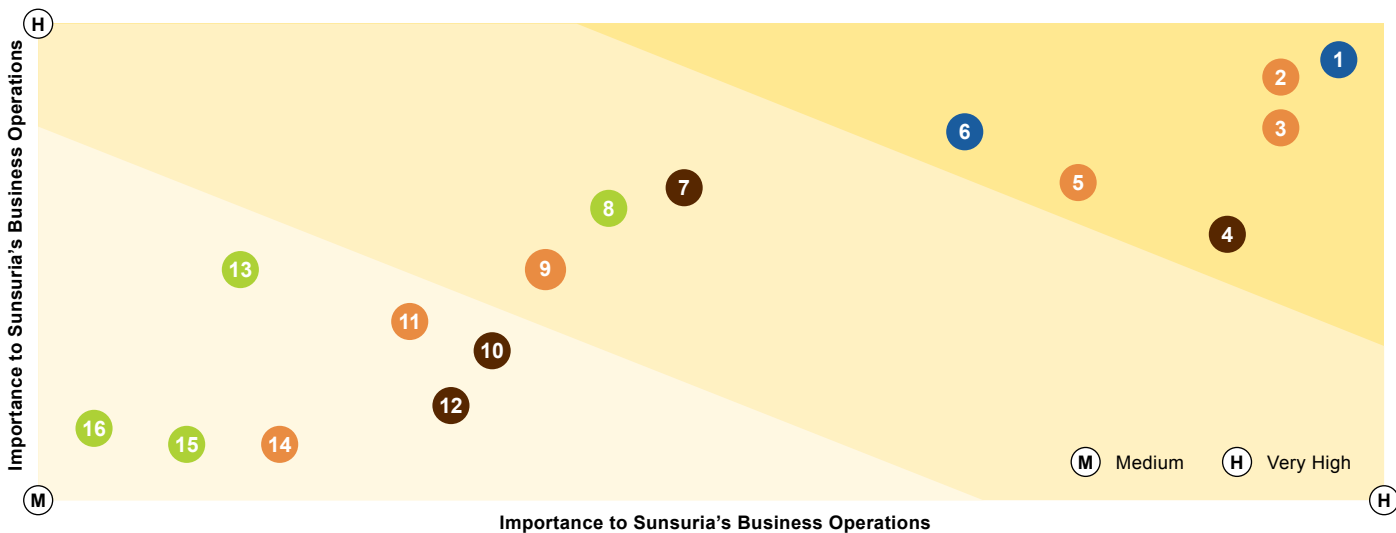 H
Importance to Sunsuria's Business Operations
1
2
3
6
5
7
8
4
13
9
11
10
12
16
15
14
M Medium H Very High
M
H
Importance to Sunsuria's Business Operations